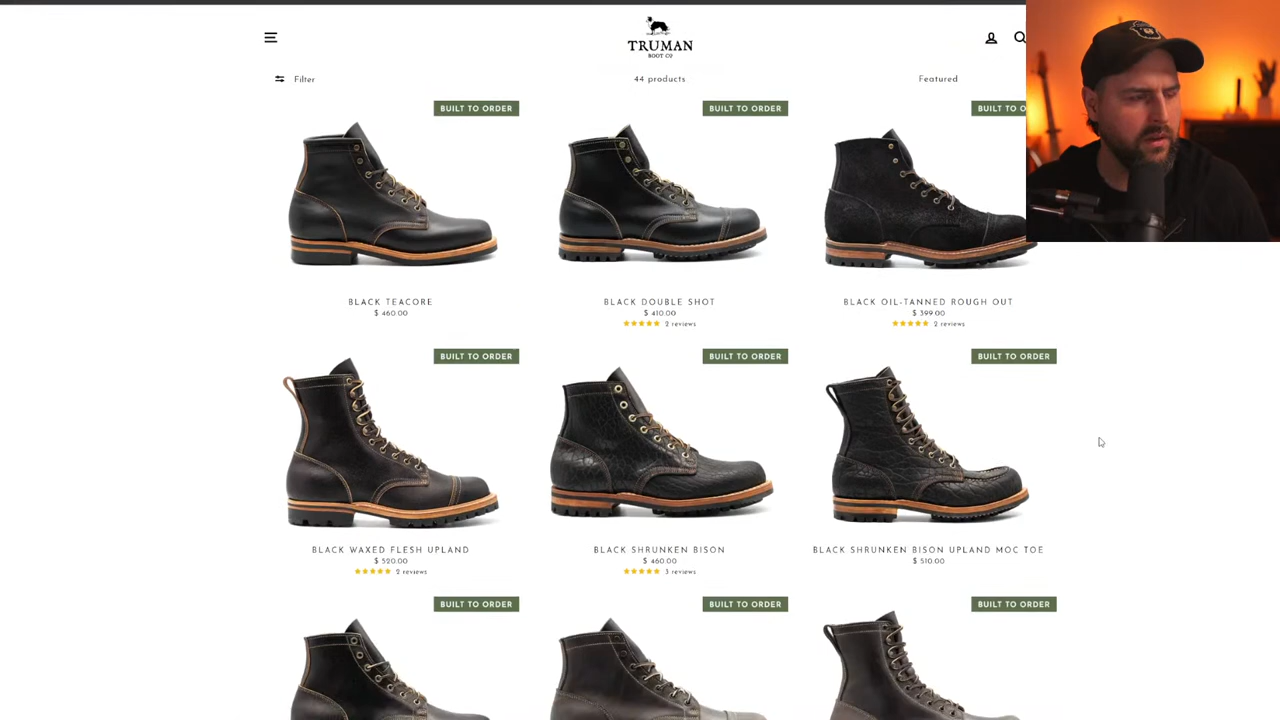 TRUMAN
BOOT CO
Filter
44 products
Featured
BUILT TO ORDER
BUILT TO ORDER
BUILT TO O
BLACK TEACORE
$ 460.00
BLACK DOUBLE SHOT
$ 410.00
2 reviews
BLACK OIL-TANNED ROUGH OUT
$ 399.00
2 reviews
BUILT TO ORDER
BUILT TO ORDER
BUILT TO ORDER
BLACK WAXED FLESH UPLAND
$ 520.00
2 reviews
BLACK SHRUNKEN BISON
$ 460.00
3 reviews
BLACK SHRUNKEN BISON UPLAND MOC TOE
$ 510.00
BUILT TO ORDER
BUILT TO ORDER
BUILT TO ORDER